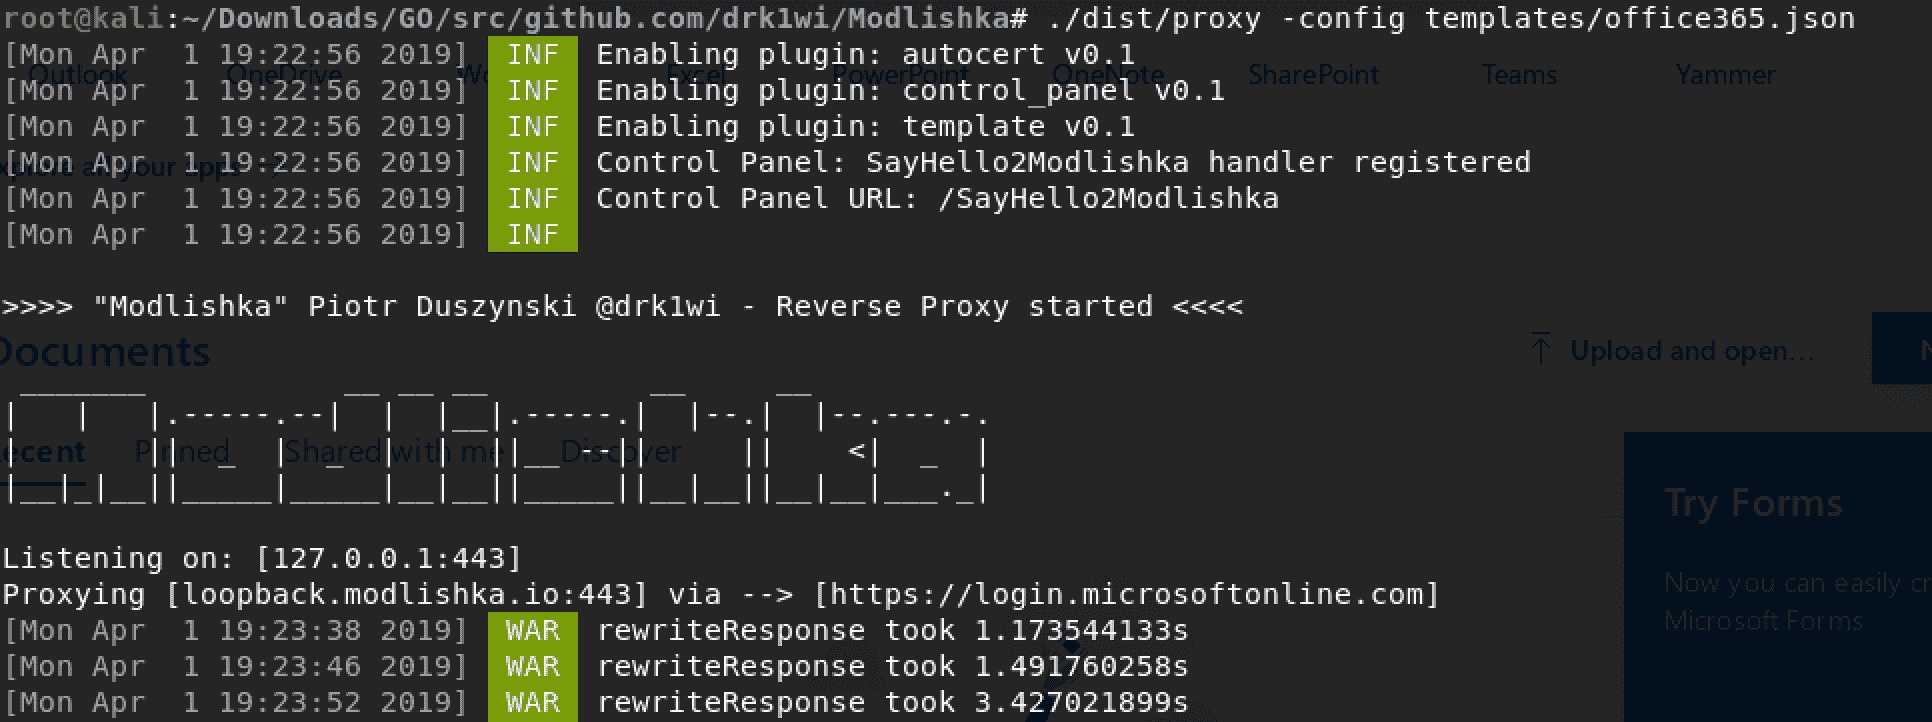 root@kali:~/Downloads/GO/src/github.com/drk1wi/Modlishka# ./dist/proxy -config templates/office365.json
[Mon Apr  1 19:22:56 2019]  INF  Enabling plugin: autocert v0.1
Outlook OneDrive Excel PowerPoint OneNote SharePoint Teams Yammer
[Mon Apr  1 19:22:56 2019]  INF  Enabling plugin: control_panel v0.1
[Mon Apr  1 19:22:56 2019]  INF  Enabling plugin: template v0.1
[Mon Apr  1 19:22:56 2019]  INF  Control Panel: SayHello2Modlishka handler registered
your apps →
[Mon Apr  1 19:22:56 2019]  INF  Control Panel URL: /SayHello2Modlishka
[Mon Apr  1 19:22:56 2019]  INF
>>>> "Modlishka" Piotr Duszynski @drk1wi - Reverse Proxy started <<<<
Documents
Upload and open...
Pinned Shared with me Discover
Try Forms
Listening on: [127.0.0.1:443]
Now you can easily
Proxying [loopback.modlishka.io:443] via --> [https://login.microsoftonline.com]
Microsoft Forms
[Mon Apr  1 19:23:38 2019]  WAR  rewriteResponse took 1.173544133s
[Mon Apr  1 19:23:46 2019]  WAR  rewriteResponse took 1.491760258s
[Mon Apr  1 19:23:52 2019]  WAR  rewriteResponse took 3.427021899s